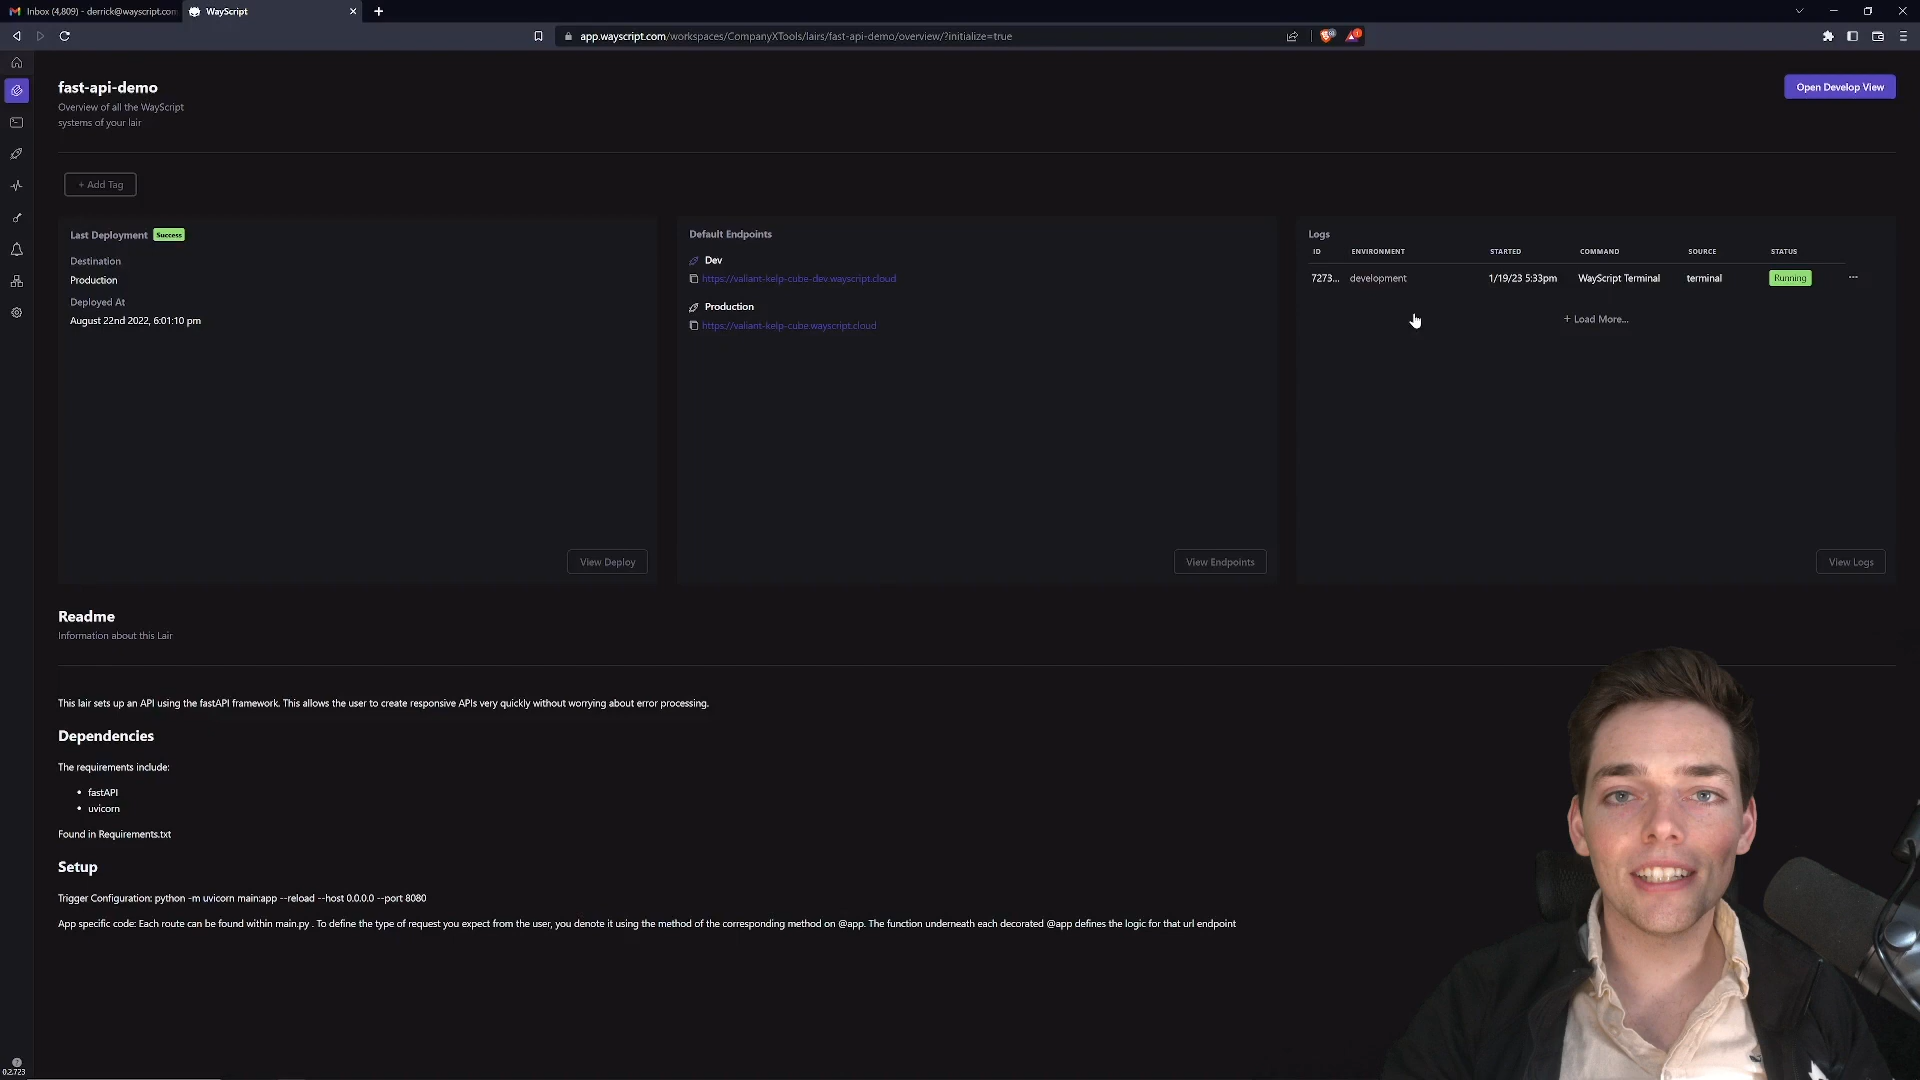 Inbox (4,809) - derrick@wayscript.com
WayScript
app.wayscript.com/workspaces/CompanyXTools/lairs/fast-api-demo/overview/?initialize=true
fast-api-demo
Overview of all the WayScript
systems of your lair
Open Develop View
+ Add Tag
Last Deployment Success
Destination
Production
Deployed At
August 22nd 2022, 6:01:10 pm
View Deploy
Default Endpoints
Dev
https://valiant-kelp-cube-dev.wayscript.cloud
Production
https://valiant-kelp-cube.wayscript.cloud
View Endpoints
Logs
ID ENVIRONMENT STARTED COMMAND SOURCE STATUS
7273... development 1/19/23 5:33pm WayScript Terminal terminal Running ...
+ Load More...
View Logs
Readme
Information about this Lair
This lair sets up an API using the fastAPI framework. This allows the user to create responsive APIs very quickly without worrying about error processing.
Dependencies
The requirements include:
• fastAPI
• uvicorn
Found in Requirements.txt
Setup
Trigger Configuration: python -m uvicorn main:app --reload --host 0.0.0.0 --port 8080
App specific code: Each route can be found within main.py . To define the type of request you expect from the user, you denote it using the method of the corresponding method on @app. The function underneath each decorated @app defines the logic for that url endpoint
0.2.723